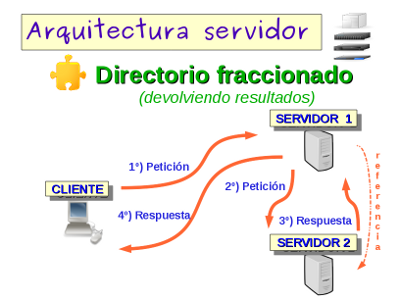 Arquitectura servidor
Directorio fraccionado
(devolviendo resultados)
SERVIDOR 1
1º) Petición
2º) Petición
CLIENTE
4º) Respuesta
3º) Respuesta
referencia
SERVIDOR 2